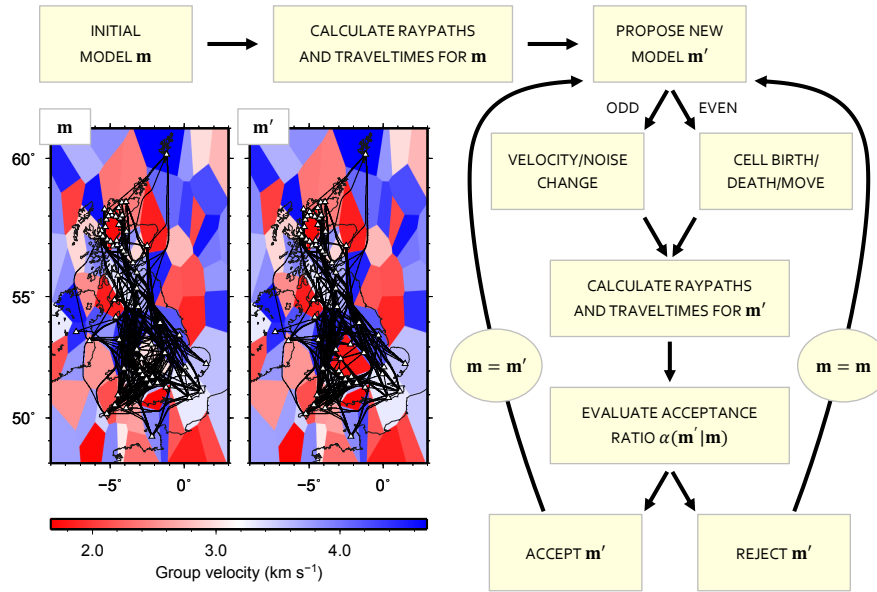 INITIAL
MODEL m
CALCULATE RAYPATHS
AND TRAVELTIMES FOR m
PROPOSE NEW
MODEL m′
ODD
EVEN
VELOCITY/NOISE
CHANGE
CELL BIRTH/
DEATH/MOVE
CALCULATE RAYPATHS
AND TRAVELTIMES FOR m′
m = m′
m = m
EVALUATE ACCEPTANCE
RATIO α(m′|m)
ACCEPT m′
REJECT m′
m
m′
60˚
55˚
50˚
−5˚
0˚
−5˚
0˚
2.0
3.0
4.0
Group velocity (km s⁻¹)